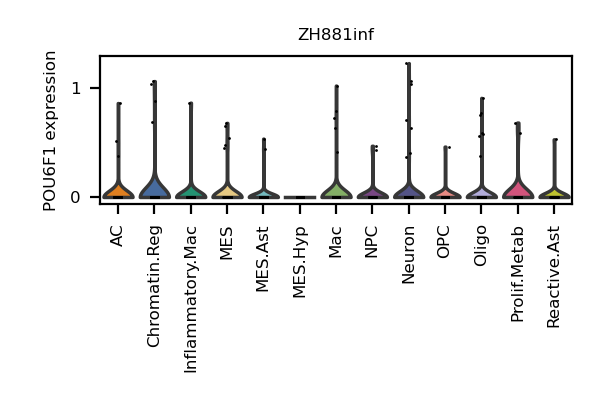 ZH881inf
POU6F1 expression
1
0
AC
Chromatin.Reg
Inflammatory.Mac
MES
MES.Ast
MES.Hyp
Mac
NPC
Neuron
OPC
Oligo
Prolif.Metab
Reactive.Ast